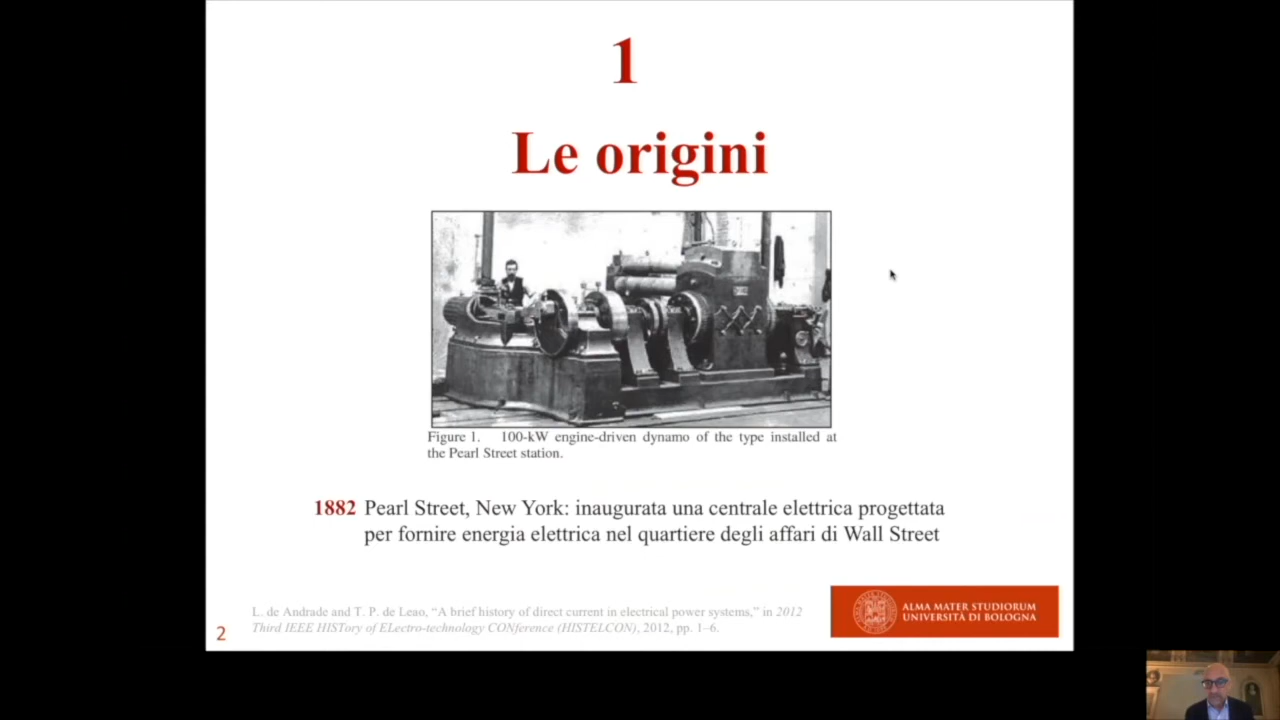 1
Le origini
Figure 1. 100-kW engine-driven dynamo of the type installed at
the Pearl Street station.
1882 Pearl Street, New York: inaugurata una centrale elettrica progettata
per fornire energia elettrica nel quartiere degli affari di Wall Street
L. de Andrade and T. P. de Leao, “A brief history of direct current in electrical power systems,” in 2012
Third IEEE HISTory of ELectro-technology CONference (HISTELCON), 2012, pp. 1–6.
2
ALMA MATER STUDIORUM
UNIVERSITÀ DI BOLOGNA